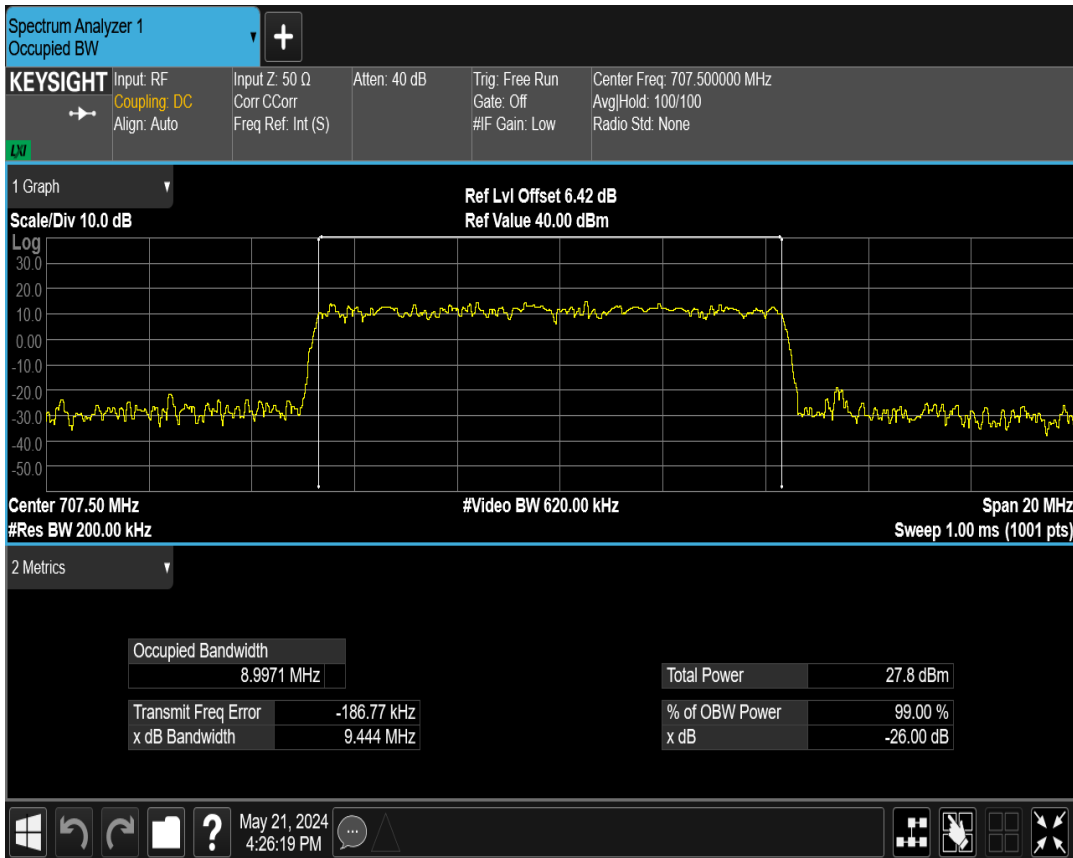 Spectrum Analyzer 1
Occupied BW
+
KEYSIGHT
LXI
Input: RF
Coupling: DC
Align: Auto
Input Z: 50 Ω
Corr CCorr
Freq Ref: Int (S)
Atten: 40 dB
Trig: Free Run
Gate: Off
#IF Gain: Low
Center Freq: 707.500000 MHz
Avg|Hold: 100/100
Radio Std: None
1 Graph
Scale/Div 10.0 dB
Ref Lvl Offset 6.42 dB
Ref Value 40.00 dBm
Log
30.0
20.0
10.0
0.00
-10.0
-20.0
-30.0
-40.0
-50.0
Center 707.50 MHz
#Video BW 620.00 kHz
Span 20 MHz
#Res BW 200.00 kHz
Sweep 1.00 ms (1001 pts)
2 Metrics
Occupied Bandwidth
8.9971 MHz
Total Power 27.8 dBm
Transmit Freq Error -186.77 kHz
% of OBW Power 99.00 %
x dB Bandwidth 9.444 MHz
x dB -26.00 dB
?
May 21, 2024
4:26:19 PM